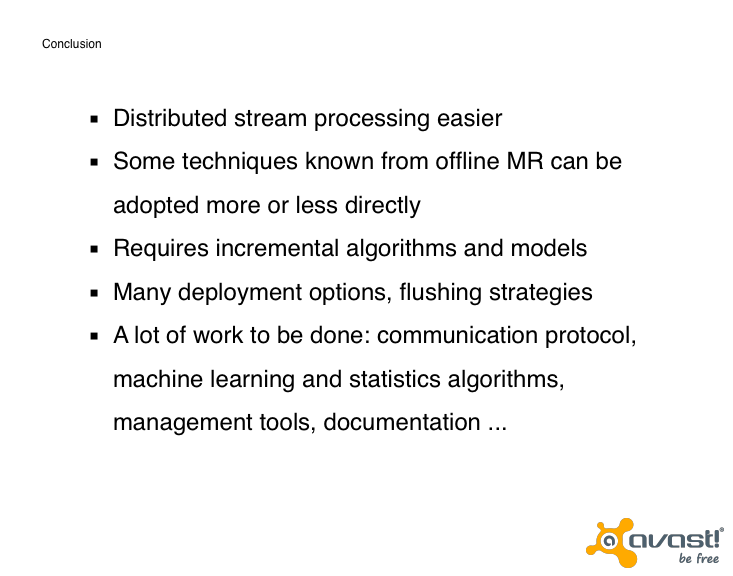 Conclusion
▪ Distributed stream processing easier
▪ Some techniques known from offline MR can be
adopted more or less directly
▪ Requires incremental algorithms and models
▪ Many deployment options, flushing strategies
▪ A lot of work to be done: communication protocol,
machine learning and statistics algorithms,
management tools, documentation ...
a avast!®
be free